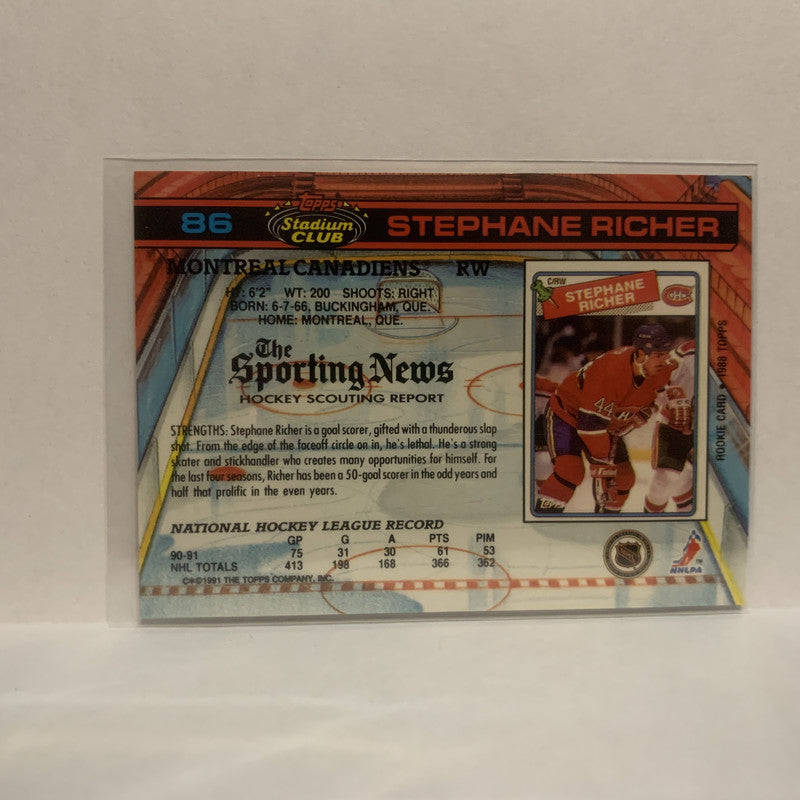 86
Topps
Stadium
CLUB
STEPHANE RICHER
MONTREAL CANADIENS RW
HT: 6'2" WT: 200 SHOOTS: RIGHT
BORN: 6-7-66, BUCKINGHAM, QUE.
HOME: MONTREAL, QUE.
The
Sporting News
HOCKEY SCOUTING REPORT
STRENGTHS: Stephane Richer is a goal scorer, gifted with a thunderous slap
shot. From the edge of the faceoff circle on in, he's lethal. He's a strong
skater and stickhandler who creates many opportunities for himself. For
the last four seasons, Richer has been a 50-goal scorer in the odd years and
half that prolific in the even years.
NATIONAL HOCKEY LEAGUE RECORD
GP G A PTS PIM
90-91 75 31 30 61 53
NHL TOTALS 413 198 168 366 362
C✻©1991 THE TOPPS COMPANY, INC.
C/RW
STEPHANE
RICHER
44
Topps
ROOKIE CARD • 1988 TOPPS
NHL
NHLPA
TM